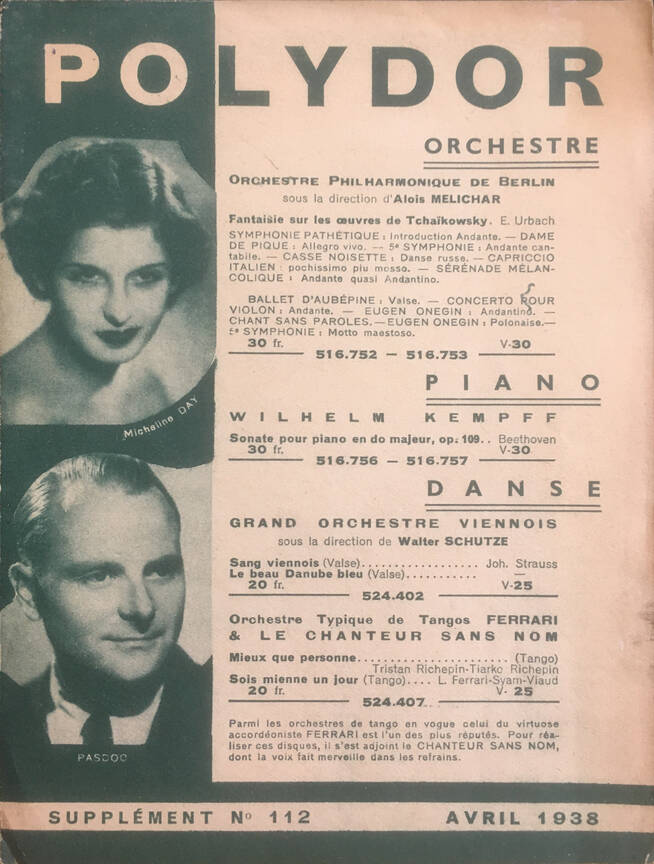 POLYDOR
ORCHESTRE
ORCHESTRE PHILHARMONIQUE DE BERLIN
sous la direction d'Alois MELICHAR
Fantaisie sur les œuvres de Tchaïkowsky. E. Urbach
SYMPHONIE PATHÉTIQUE : Introduction Andante. — DAME
DE PIQUE : Allegro vivo. — 5e SYMPHONIE : Andante can-
tabile. — CASSE NOISETTE : Danse russe. — CAPRICCIO
ITALIEN : pochissimo piu mosso. — SÉRÉNADE MÉLAN-
COLIQUE : Andante quasi Andantino.
BALLET D'AUBÉPINE : Valse. — CONCERTO POUR
VIOLON : Andante. — EUGEN ONEGIN : Andantino. —
CHANT SANS PAROLES. — EUGEN ONEGIN : Polonaise. —
5e SYMPHONIE : Motto maestoso.
30 fr. V-30
516.752 — 516.753
PIANO
WILHELM KEMPFF
Sonate pour piano en do majeur, op. 109.. Beethoven
30 fr. V-30
516.756 — 516.757
DANSE
GRAND ORCHESTRE VIENNOIS
sous la direction de Walter SCHUTZE
Sang viennois (Valse)................. Joh. Strauss
Le beau Danube bleu (Valse)........... —
20 fr. V-25
524.402
Orchestre Typique de Tangos FERRARI
& LE CHANTEUR SANS NOM
Mieux que personne...................... (Tango)
Tristan Richepin-Tiarko Richepin
Sois mienne un jour (Tango).... L. Ferrari-Syam-Viaud
20 fr. V- 25
524.407..
Parmi les orchestres de tango en vogue celui du virtuose
accordéoniste FERRARI est l'un des plus réputés. Pour réa-
liser ces disques, il s'est adjoint le CHANTEUR SANS NOM,
dont la voix fait merveille dans les refrains.
Micheline DAY
PASDOC
SUPPLÉMENT No 112 AVRIL 1938